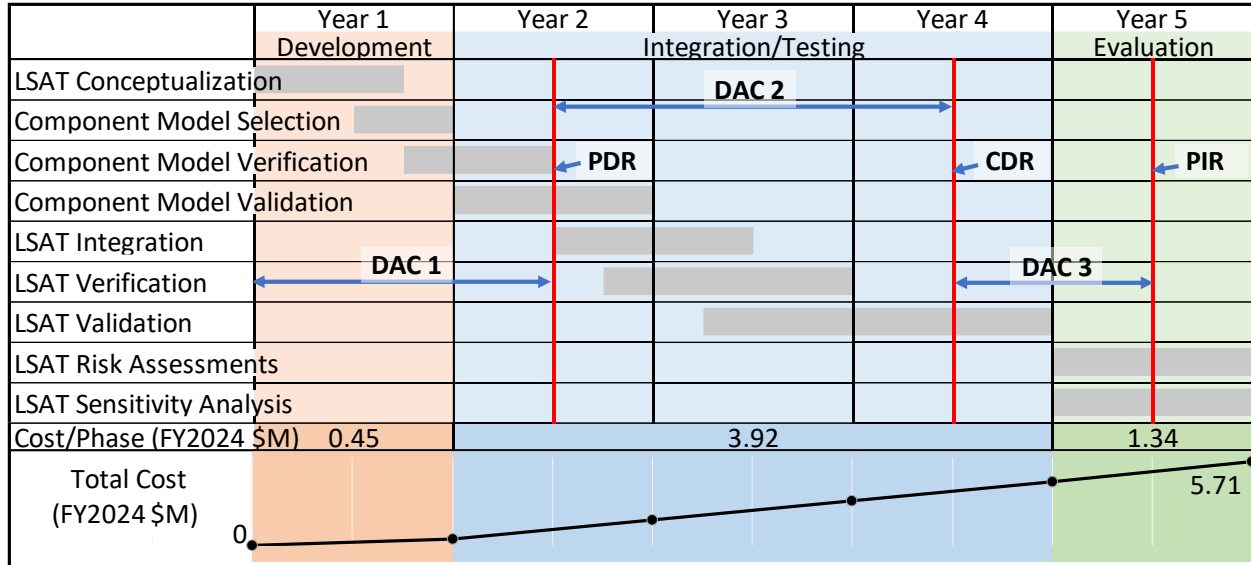 Year 1 Year 2 Year 3 Year 4 Year 5
Development Integration/Testing Evaluation
LSAT Conceptualization
DAC 2
Component Model Selection
Component Model Verification PDR CDR PIR
Component Model Validation
LSAT Integration
DAC 1 DAC 3
LSAT Verification
LSAT Validation
LSAT Risk Assessments
LSAT Sensitivity Analysis
Cost/Phase (FY2024 $M) 0.45 3.92 1.34
Total Cost
(FY2024 $M)
0 5.71